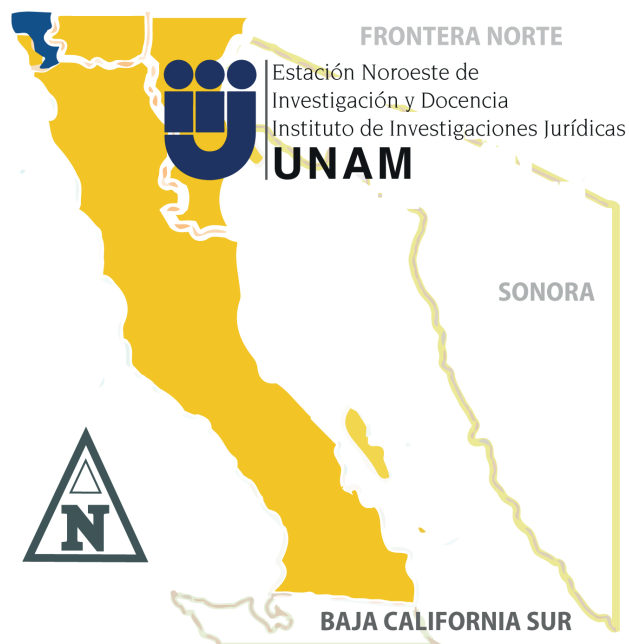 FRONTERA NORTE
Estación Noroeste de
Investigación y Docencia
Instituto de Investigaciones Jurídicas
UNAM
SONORA
N
BAJA CALIFORNIA SUR